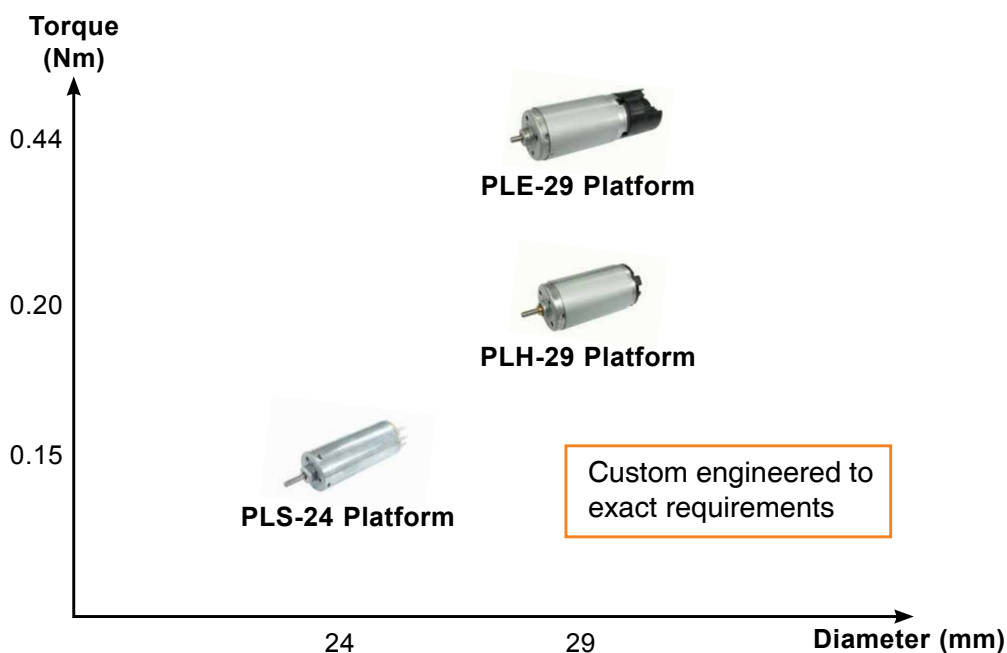 Torque
(Nm)
0.44
PLE-29 Platform
0.20
PLH-29 Platform
0.15
Custom engineered to
exact requirements
PLS-24 Platform
24
29
Diameter (mm)